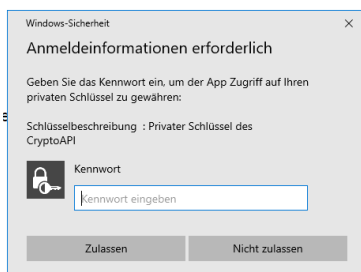 Windows-Sicherheit
Anmeldeinformationen erforderlich
Geben Sie das Kennwort ein, um der App Zugriff auf Ihren
privaten Schlüssel zu gewähren:
Schlüsselbeschreibung : Privater Schlüssel des
CryptoAPI
Kennwort
Kennwort eingeben
Zulassen
Nicht zulassen